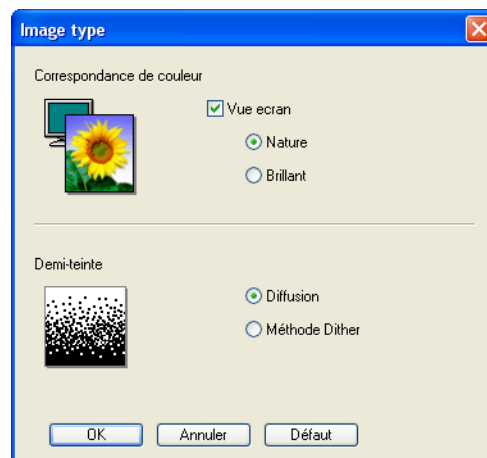 Image type
Correspondance de couleur
Vue ecran
Nature
Brillant
Demi-teinte
Diffusion
Méthode Dither
OK
Annuler
Défaut